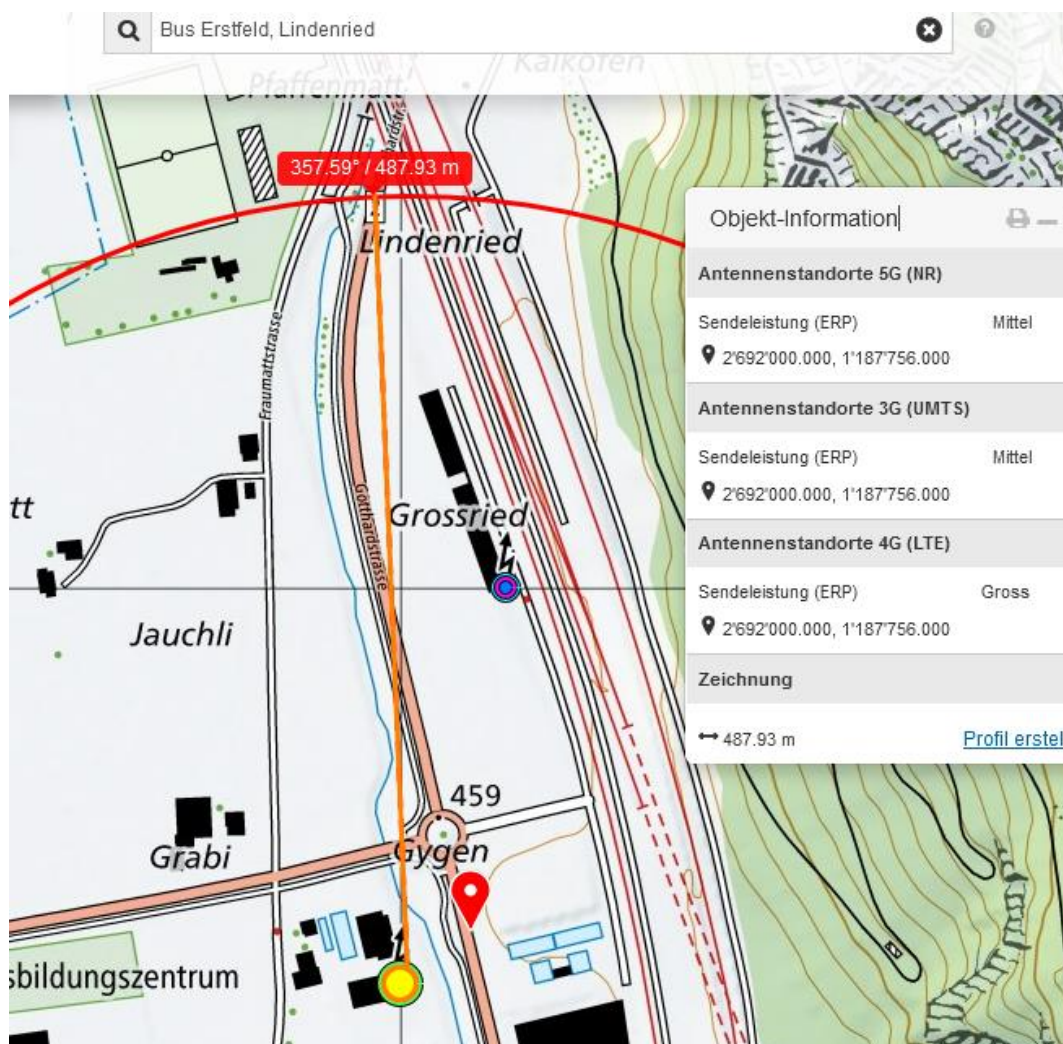 Bus Erstfeld, Lindenried
Kalkofen
Pfaffenmatt
357.59° / 487.93 m
Lindenried
Objekt-Information
Antennenstandorte 5G (NR)
Sendeleistung (ERP) Mittel
2'692'000.000, 1'187'756.000
Antennenstandorte 3G (UMTS)
Sendeleistung (ERP) Mittel
2'692'000.000, 1'187'756.000
Antennenstandorte 4G (LTE)
Sendeleistung (ERP) Gross
2'692'000.000, 1'187'756.000
Zeichnung
487.93 m Profil erstel
Fraumattstrasse
Gotthardstrasse
Grossried
tt
Jauchli
459
Gygen
Grabi
sbildungszentrum